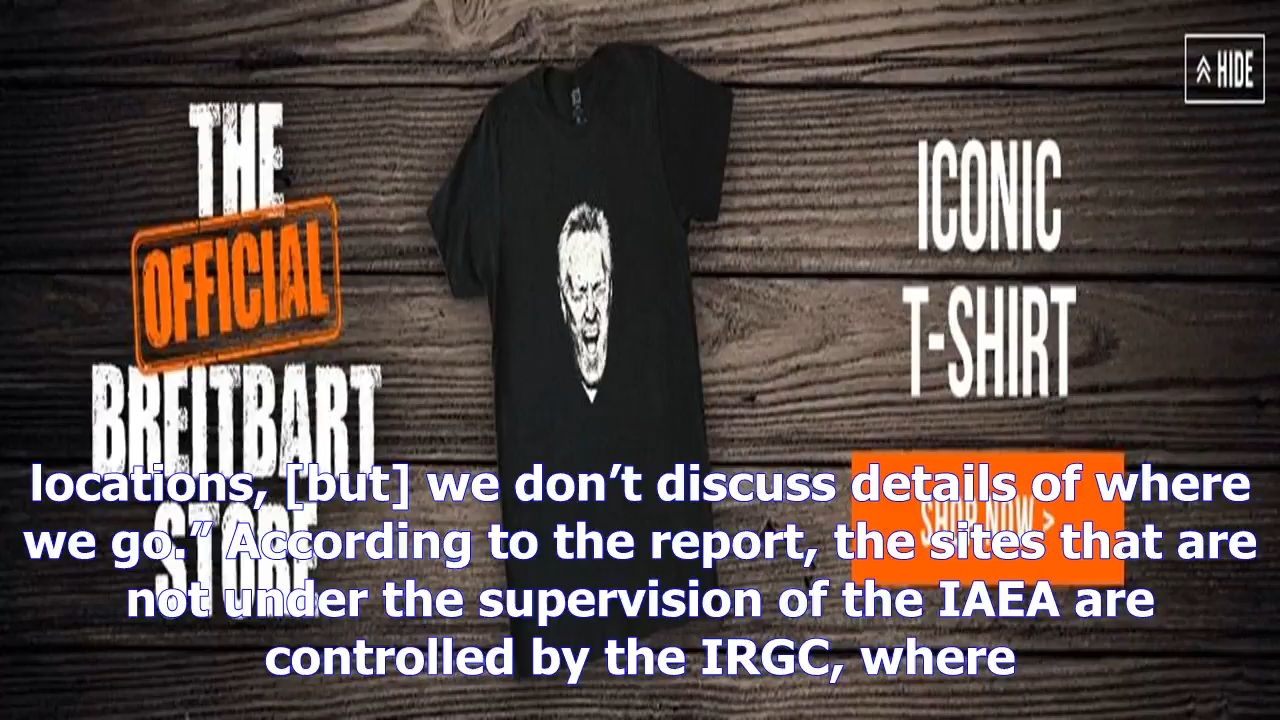 THE
OFFICIAL
BREITBART
STORE
HIDE
ICONIC
T-SHIRT
SHOP NOW >
locations, [but] we don’t discuss details of where
we go.” According to the report, the sites that are
not under the supervision of the IAEA are
controlled by the IRGC, where